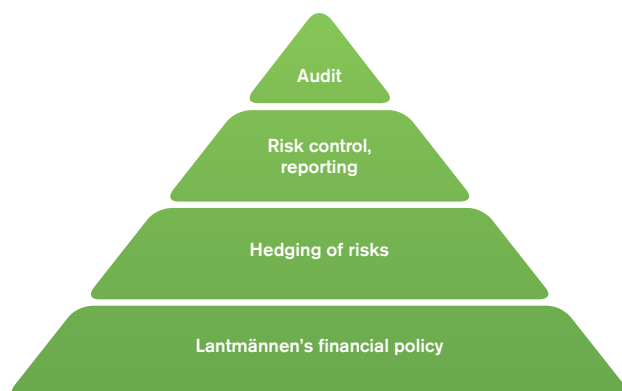 Audit
Risk control,
reporting
Hedging of risks
Lantmännen’s financial policy